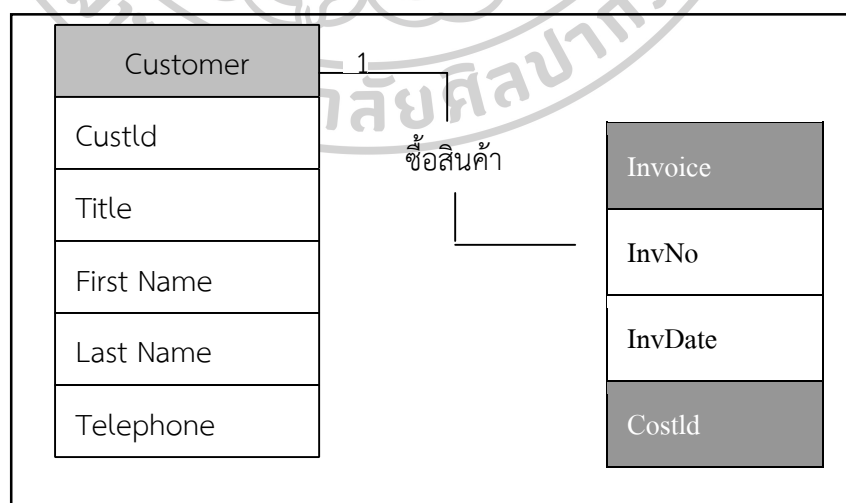 Customer
1
CustId
Title
First Name
Last Name
Telephone
ซื้อสินค้า
Invoice
InvNo
InvDate
CostId